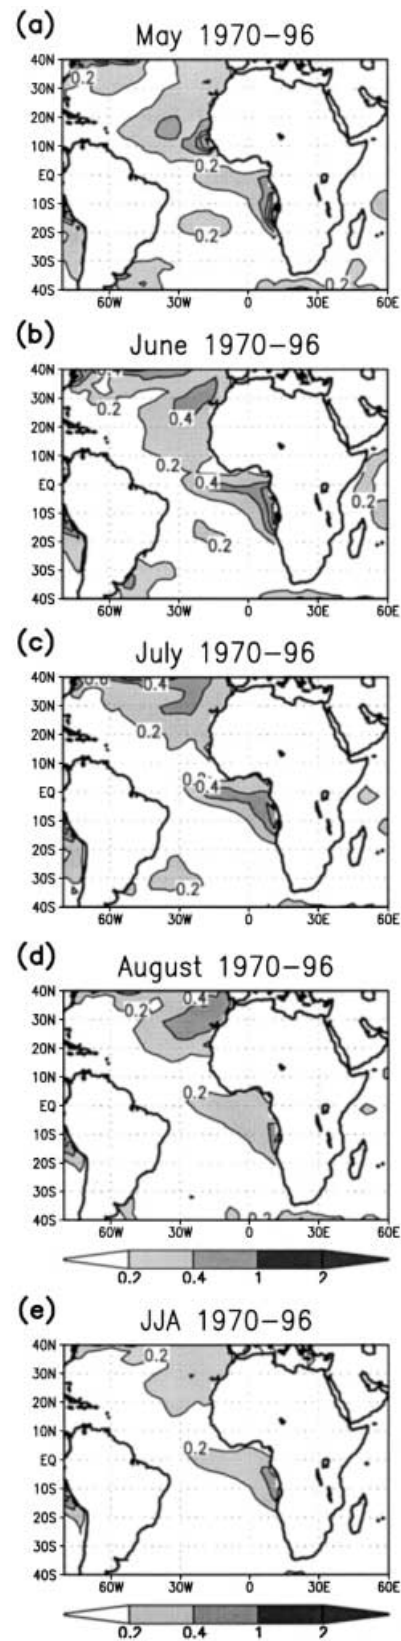 (a)
May 1970-96
40N
0.2
30N
20N
10N
0.2
EQ
10S
20S
0.2
30S
0.2
40S
60W 30W 0 30E 60E
(b)
June 1970-96
40N
30N
0.2
0.4
20N
10N
0.2
0.4
EQ
0.2
10S
20S
0.2
30S
40S
60W 30W 0 30E 60E
(c)
July 1970-96
40N
0.4
30N
20N
0.2
10N
0.4
EQ
10S
20S
30S
0.2
40S
60W 30W 0 30E 60E
(d)
August 1970-96
40N
0.4
0.2
30N
20N
10N
0.2
EQ
10S
20S
30S
40S
60W 30W 0 30E 60E
0.2 0.4 1 2
(e)
JJA 1970-96
40N
0.2
30N
20N
10N
0.2
EQ
10S
20S
30S
40S
60W 30W 0 30E 60E
0.2 0.4 1 2